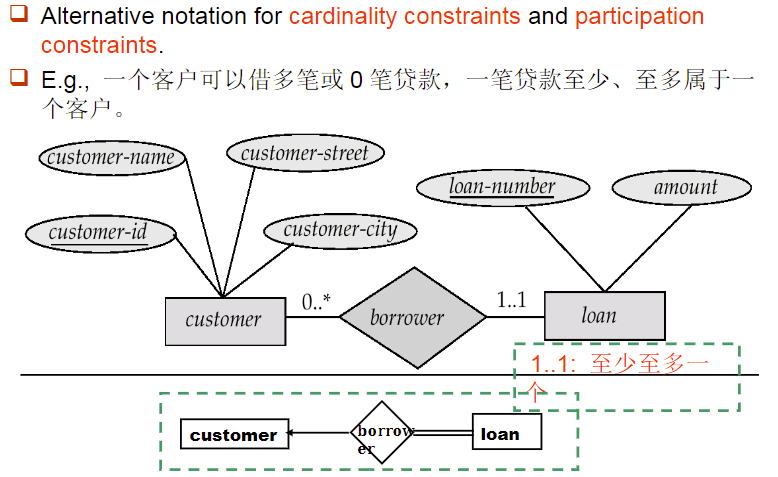 Alternative notation for cardinality constraints and participation
constraints.
E.g., 一个客户可以借多笔或 0 笔贷款，一笔贷款至少、至多属于一
个客户。
customer-name
customer-street
loan-number
amount
customer-id
customer-city
customer
0..*
borrower
1..1
loan
1..1: 至少至多一
个
customer
borrow
er
loan